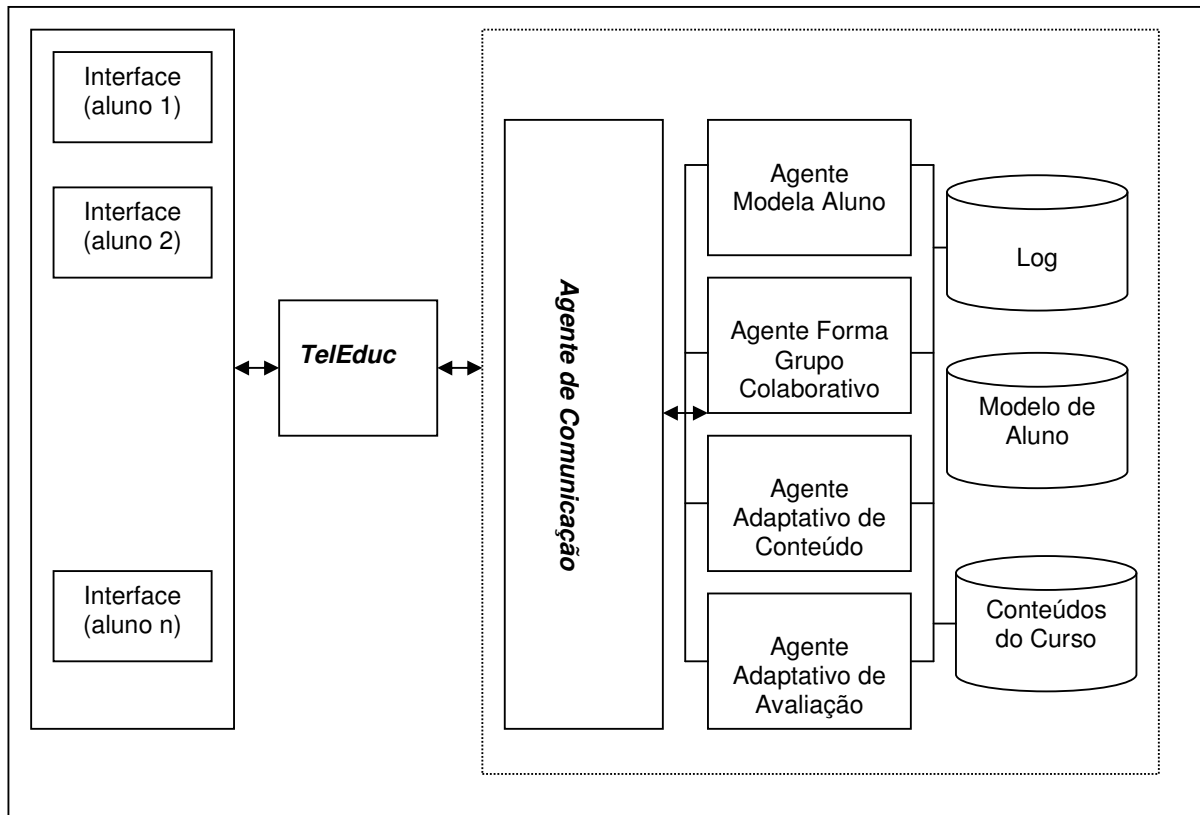 Interface
(aluno 1)
Interface
(aluno 2)
Interface
(aluno n)
TelEduc
Agente de Comunicação
Agente
Modela Aluno
Agente Forma
Grupo
Colaborativo
Agente
Adaptativo de
Conteúdo
Agente
Adaptativo de
Avaliação
Log
Modelo de
Aluno
Conteúdos
do Curso